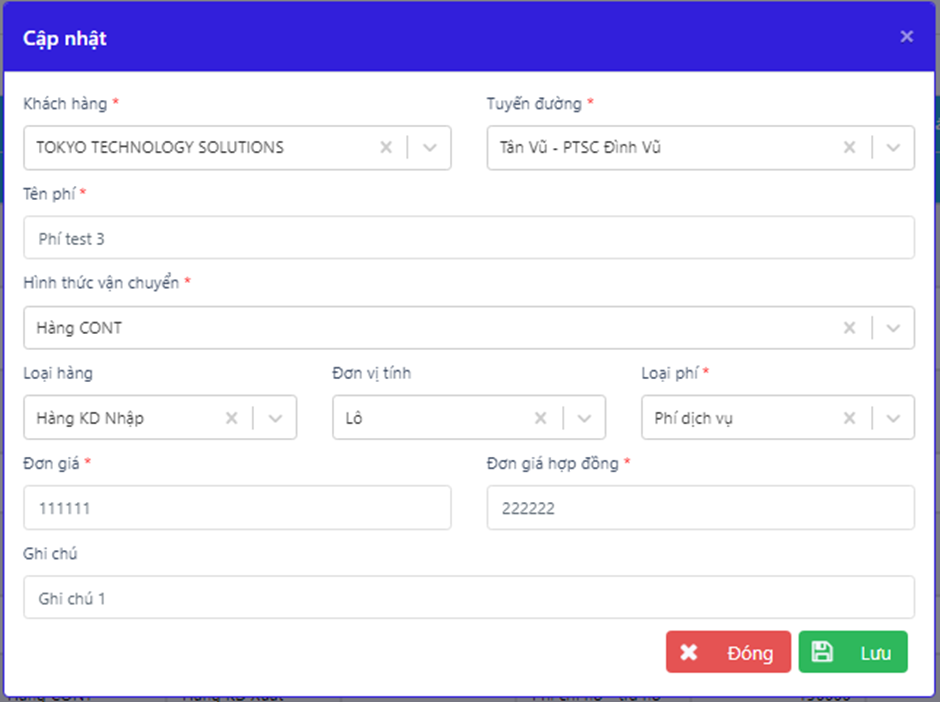 Cập nhật
Khách hàng * Tuyến đường *
TOKYO TECHNOLOGY SOLUTIONS Tân Vũ - PTSC Đình Vũ
Tên phí *
Phí test 3
Hình thức vận chuyển *
Hàng CONT
Loại hàng Đơn vị tính Loại phí *
Hàng KD Nhập Lô Phí dịch vụ
Đơn giá * Đơn giá hợp đồng *
111111 222222
Ghi chú
Ghi chú 1
Đóng Lưu